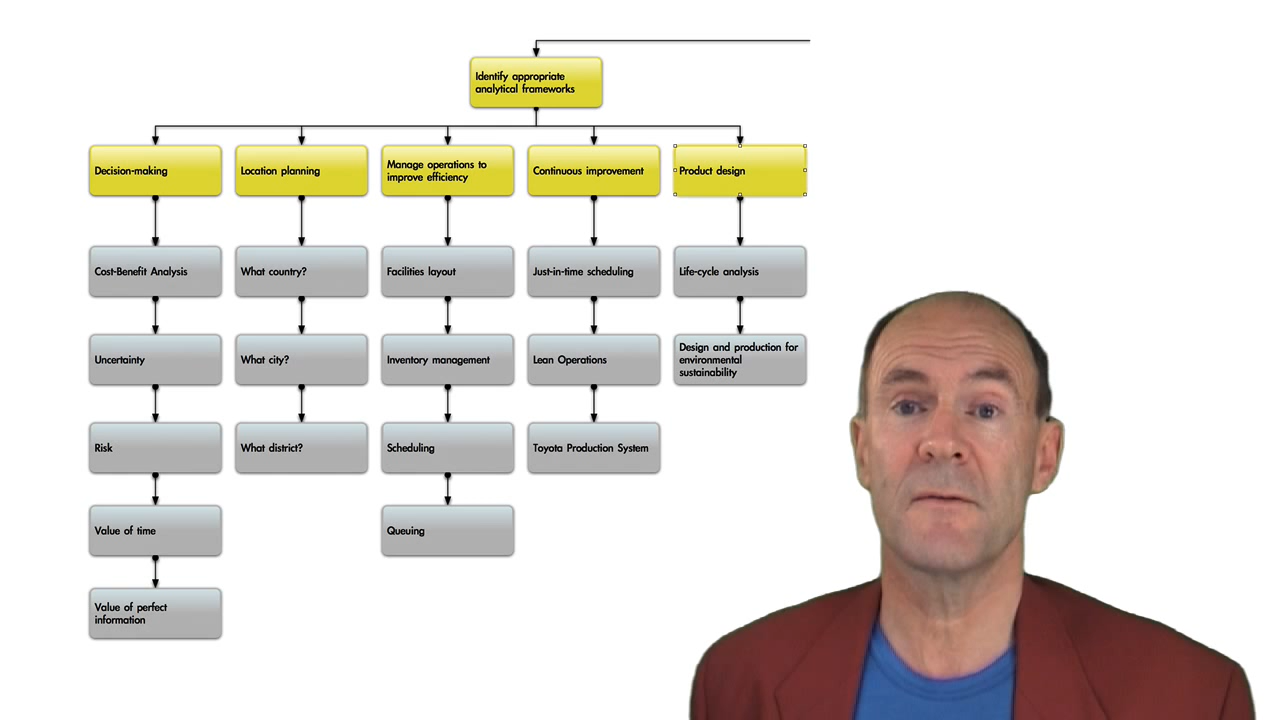 Identify appropriate
analytical frameworks
Decision-making
Location planning
Manage operations to
improve efficiency
Continuous improvement
Product design
Cost-Benefit Analysis
What country?
Facilities layout
Just-in-time scheduling
Life-cycle analysis
Uncertainty
What city?
Inventory management
Lean Operations
Design and production for
environmental
sustainability
Risk
What district?
Scheduling
Toyota Production System
Value of time
Queuing
Value of perfect
information